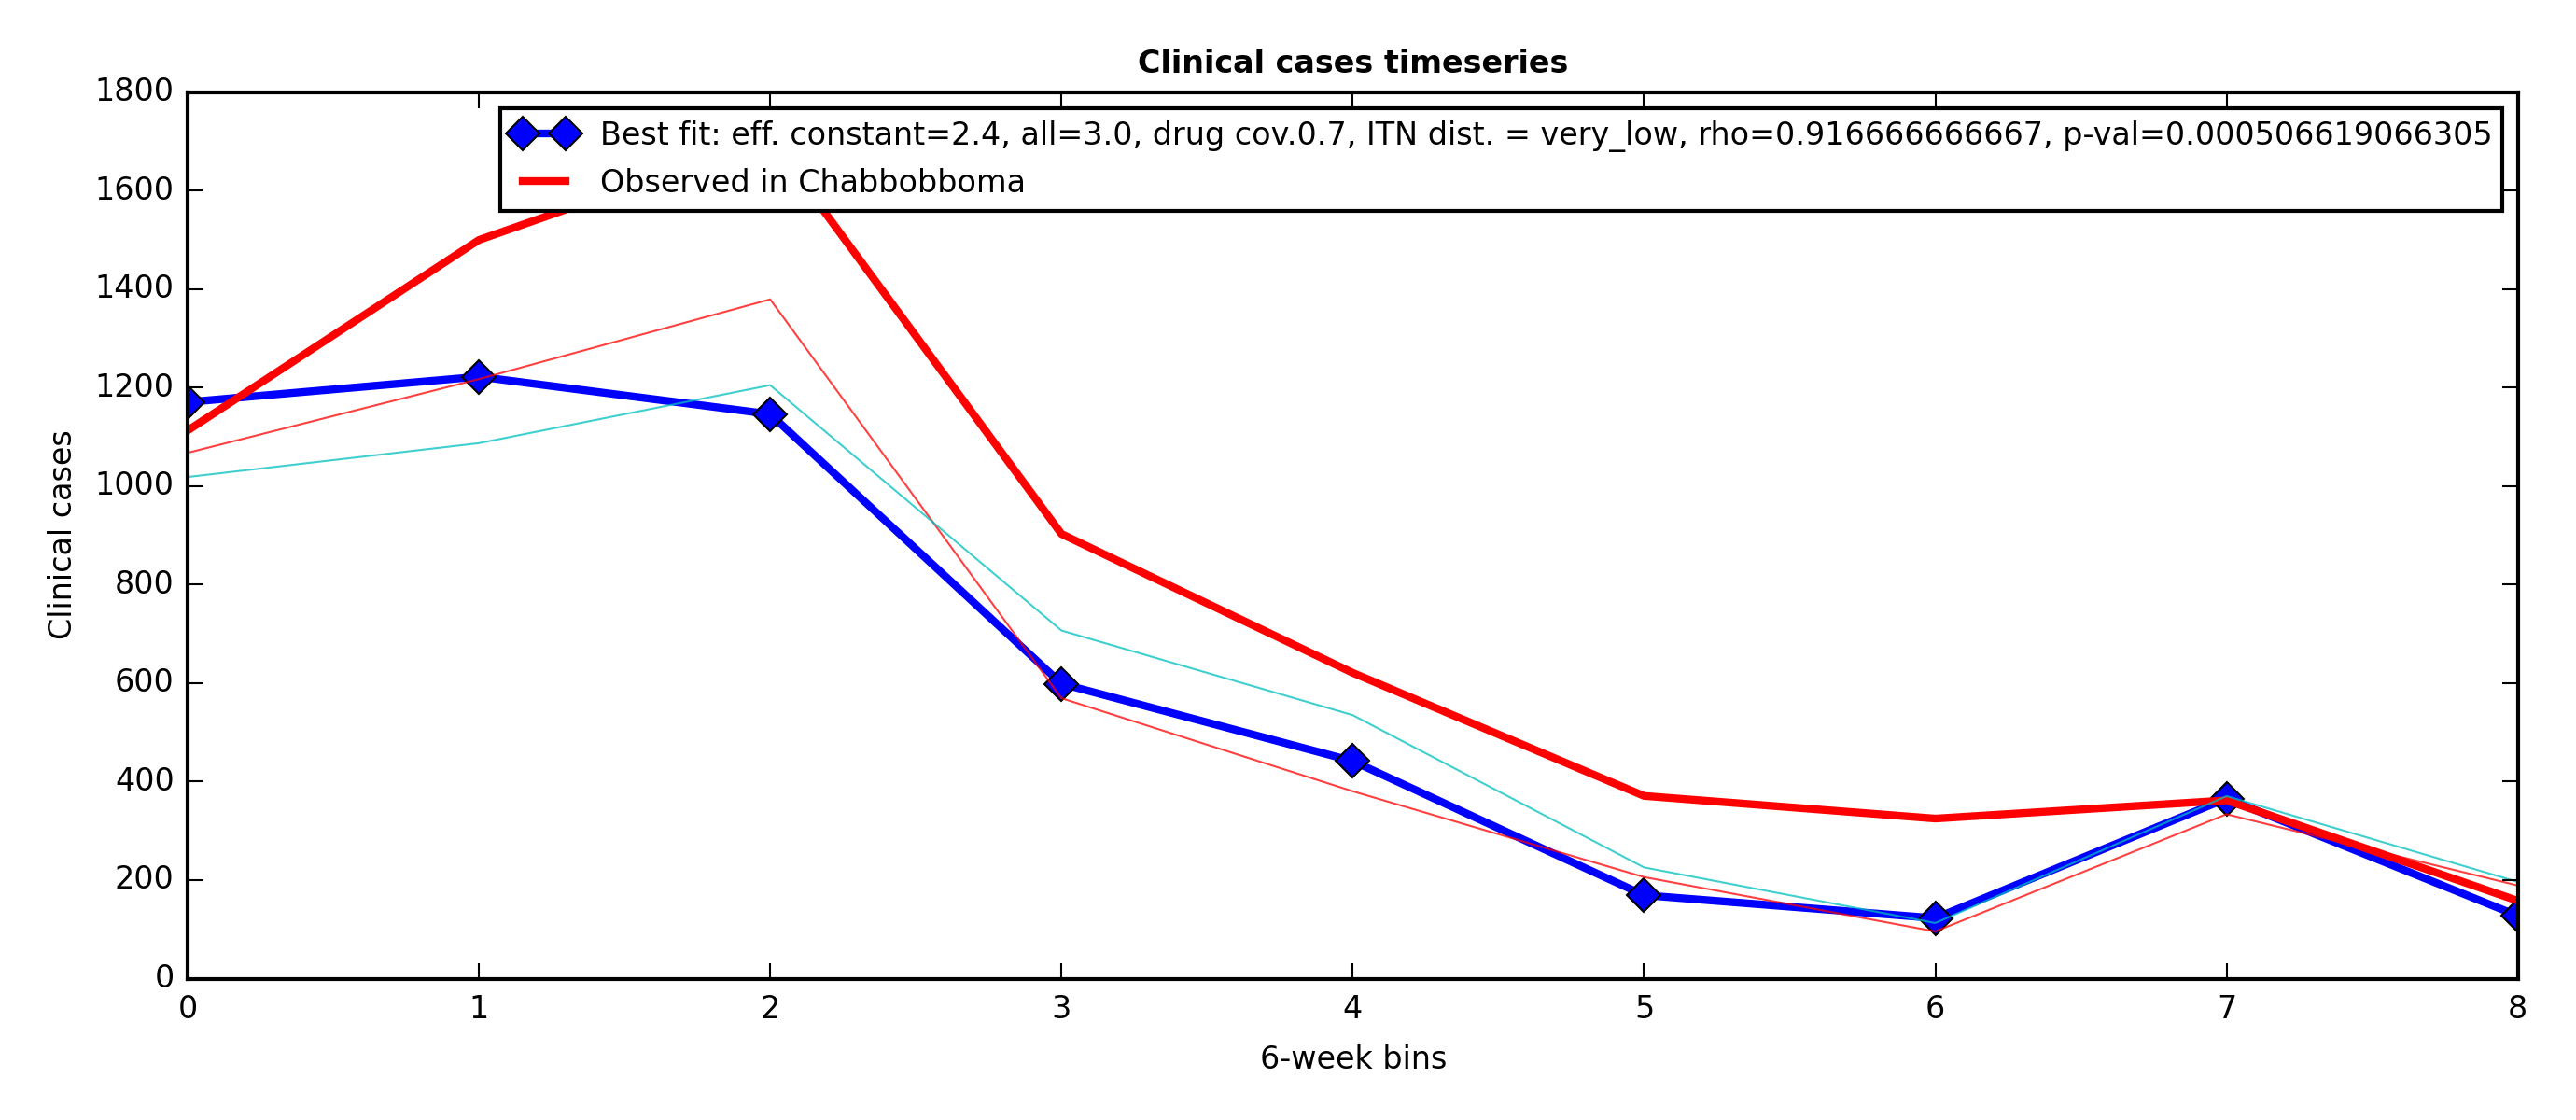 Clinical cases timeseries
Best fit: eff. constant=2.4, all=3.0, drug cov.0.7, ITN dist. = very_low, rho=0.916666666667, p-val=0.000506619066305
Observed in Chabbobboma
1800
1600
1400
1200
1000
800
600
400
200
0
Clinical cases
0 1 2 3 4 5 6 7 8
6-week bins